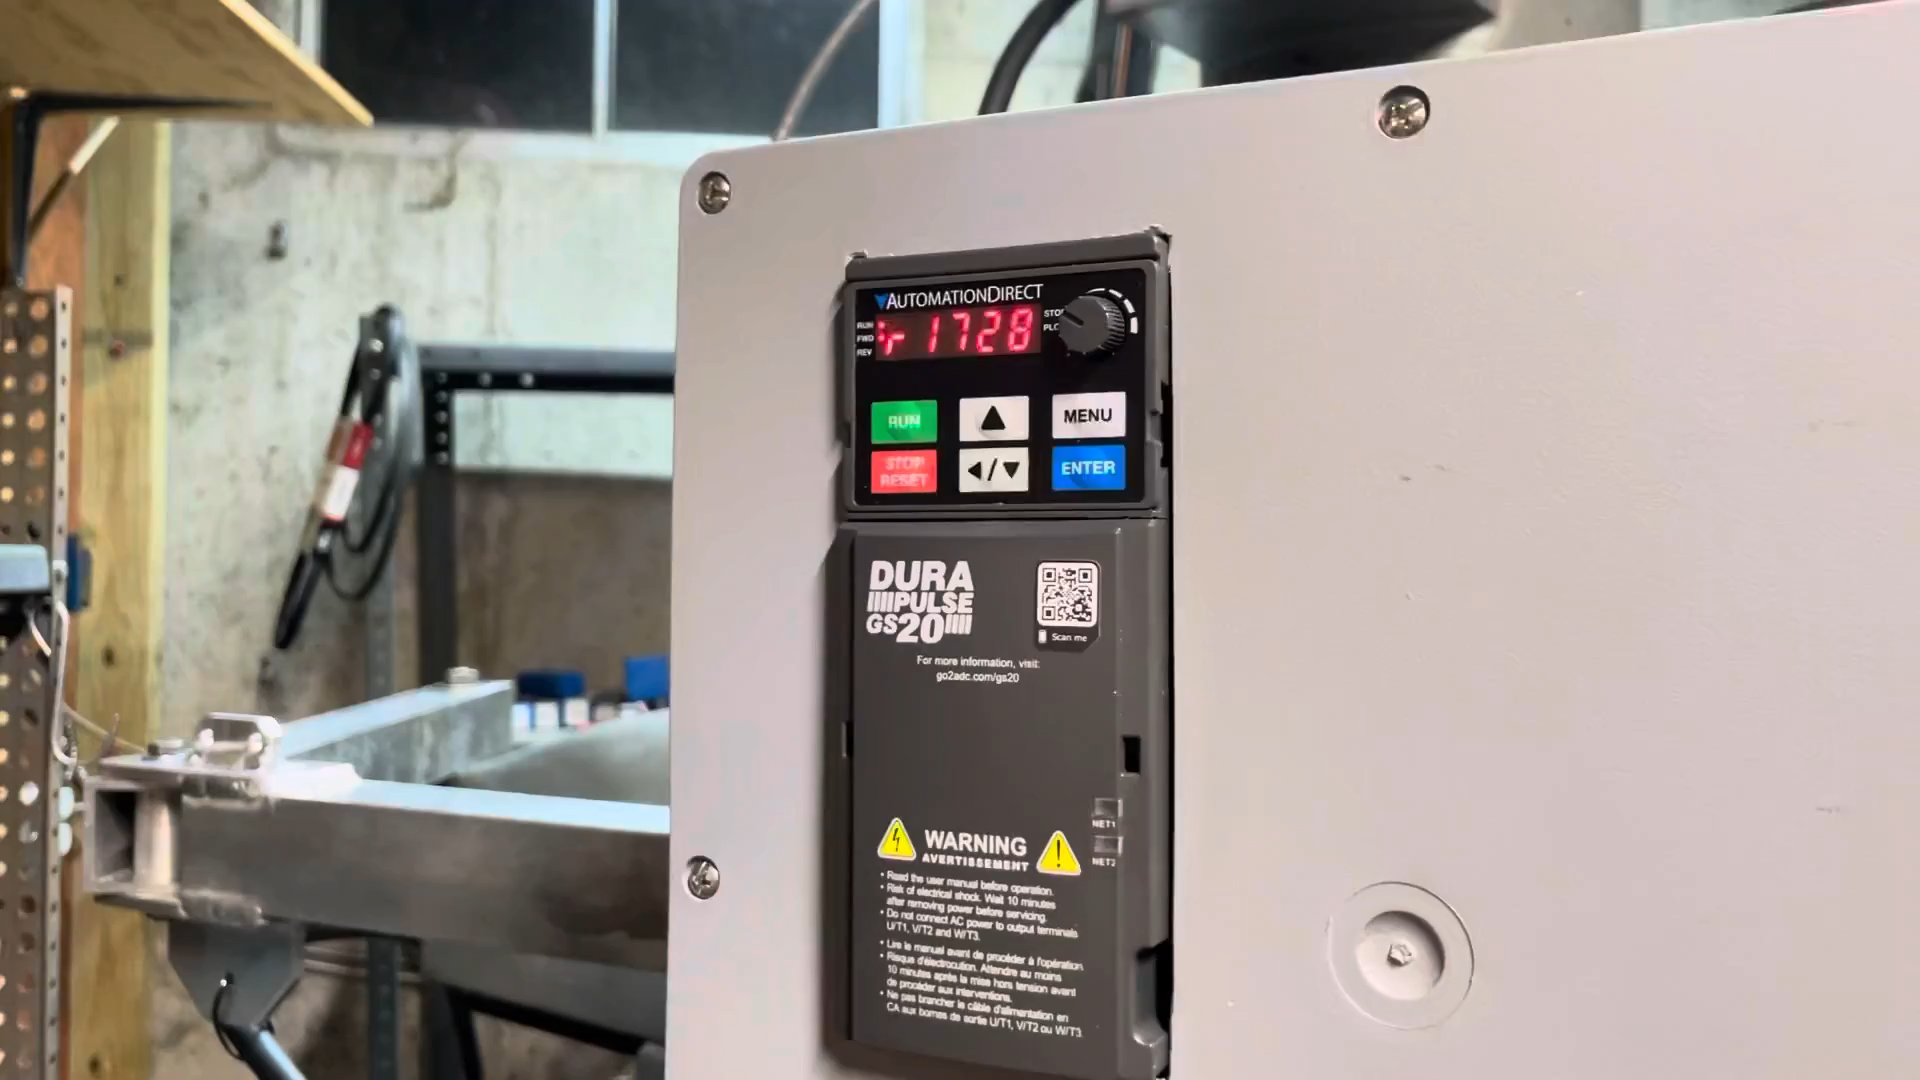 AUTOMATIONDIRECT
RUN
FWD
REV
r 1728
STOP
PLC
RUN
MENU
STOP
RESET
ENTER
DURA
PULSE
GS20
Scan me
For more information, visit:
go2adc.com/gs20
NET1
NET2
WARNING
AVERTISSEMENT
• Read the user manual before operation.
• Risk of electrical shock. Wait 10 minutes
after removing power before servicing.
• Do not connect AC power to output terminals
U/T1, V/T2 and W/T3.
• Lire le manuel avant de procéder à l'opération.
• Risque d'électrocution. Attendre au moins
10 minutes après la mise hors tension avant
de procéder aux interventions.
• Ne pas brancher le câble d'alimentation en
CA aux bornes de sortie U/T1, V/T2 ou W/T3.